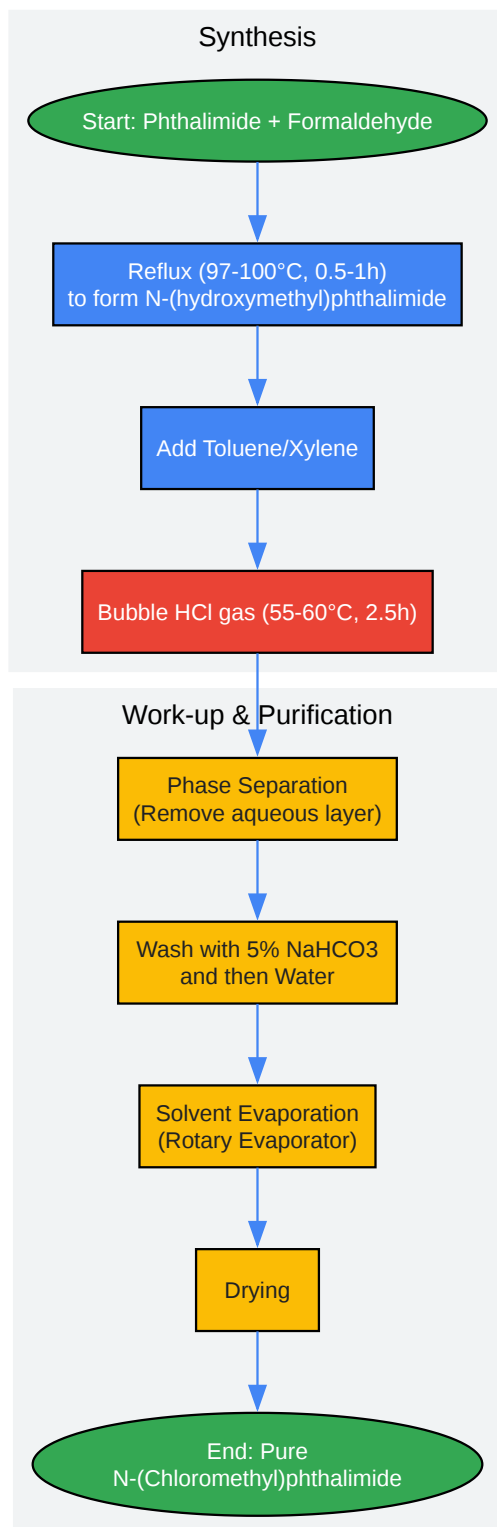 Synthesis
Start: Phthalimide + Formaldehyde
Reflux (97-100°C, 0.5-1h)
to form N-(hydroxymethyl)phthalimide
Add Toluene/Xylene
Bubble HCl gas (55-60°C, 2.5h)
Work-up & Purification
Phase Separation
(Remove aqueous layer)
Wash with 5% NaHCO3
and then Water
Solvent Evaporation
(Rotary Evaporator)
Drying
End: Pure
N-(Chloromethyl)phthalimide